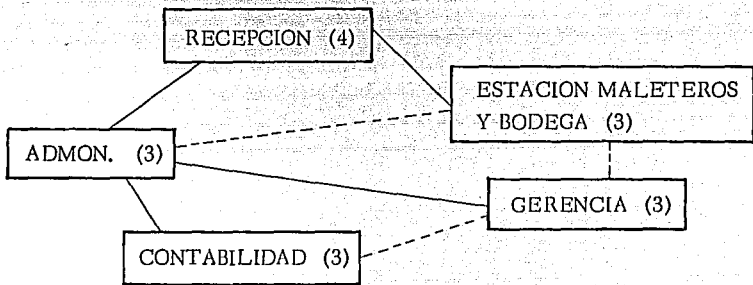 RECEPCION (4)
ESTACION MALETEROS
Y BODEGA (3)
ADMON. (3)
GERENCIA (3)
CONTABILIDAD (3)